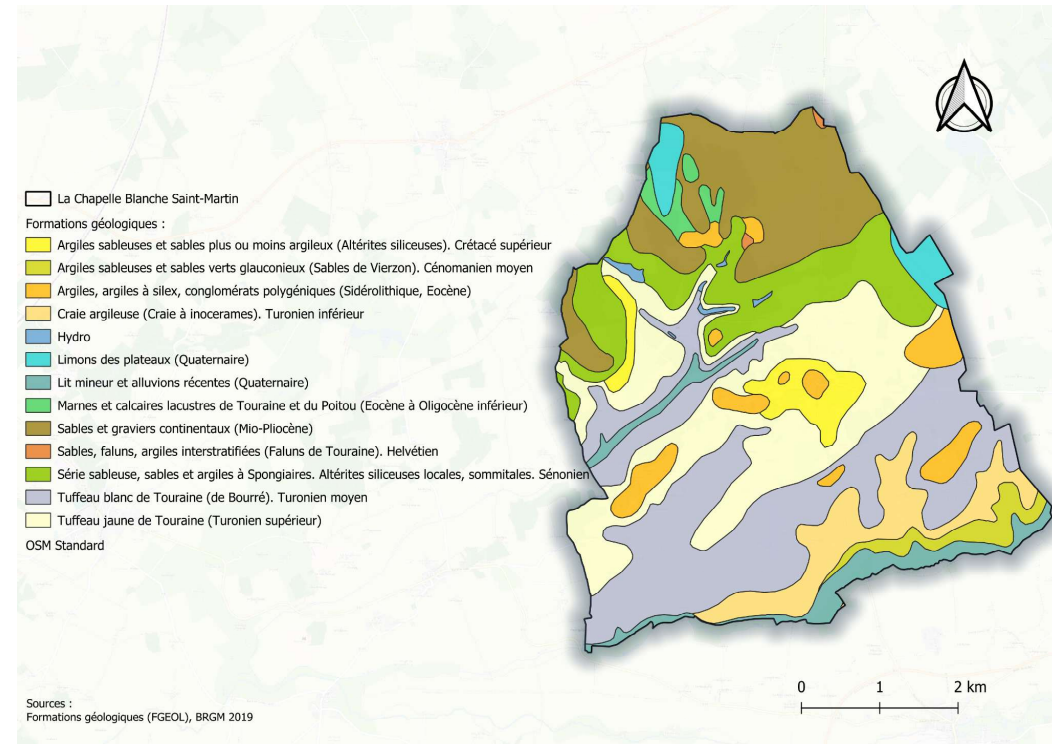 La Chapelle Blanche Saint-Martin
Formations géologiques :
Argiles sableuses et sables plus ou moins argileux (Altérites siliceuses). Crétacé supérieur
Argiles sableuses et sables verts glauconieux (Sables de Vierzon). Cénomanien moyen
Argiles, argiles à silex, conglomérats polygéniques (Sidérolithique, Eocène)
Craie argileuse (Craie à inocerames). Turonien inférieur
Hydro
Limons des plateaux (Quaternaire)
Lit mineur et alluvions récentes (Quaternaire)
Marnes et calcaires lacustres de Touraine et du Poitou (Eocène à Oligocène inférieur)
Sables et graviers continentaux (Mio-Pliocène)
Sables, faluns, argiles interstratifiées (Faluns de Touraine). Helvétien
Série sableuse, sables et argiles à Spongiaires. Altérites siliceuses locales, sommitales. Sénonien
Tuffeau blanc de Touraine (de Bourré). Turonien moyen
Tuffeau jaune de Touraine (Turonien supérieur)
OSM Standard
0 1 2 km
Sources :
Formations géologiques (FGEOL), BRGM 2019